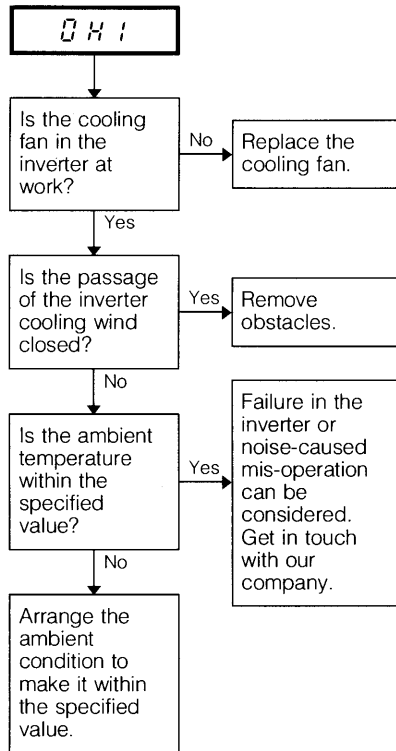 OH1
Is the cooling
fan in the
inverter at
work?
No
Replace the
cooling fan.
Yes
Is the passage
of the inverter
cooling wind
closed?
Yes
Remove
obstacles.
No
Is the ambient
temperature
within the
specified
value?
Yes
Failure in the
inverter or
noise-caused
mis-operation
can be
considered.
Get in touch
with our
company.
No
Arrange the
ambient
condition to
make it within
the specified
value.